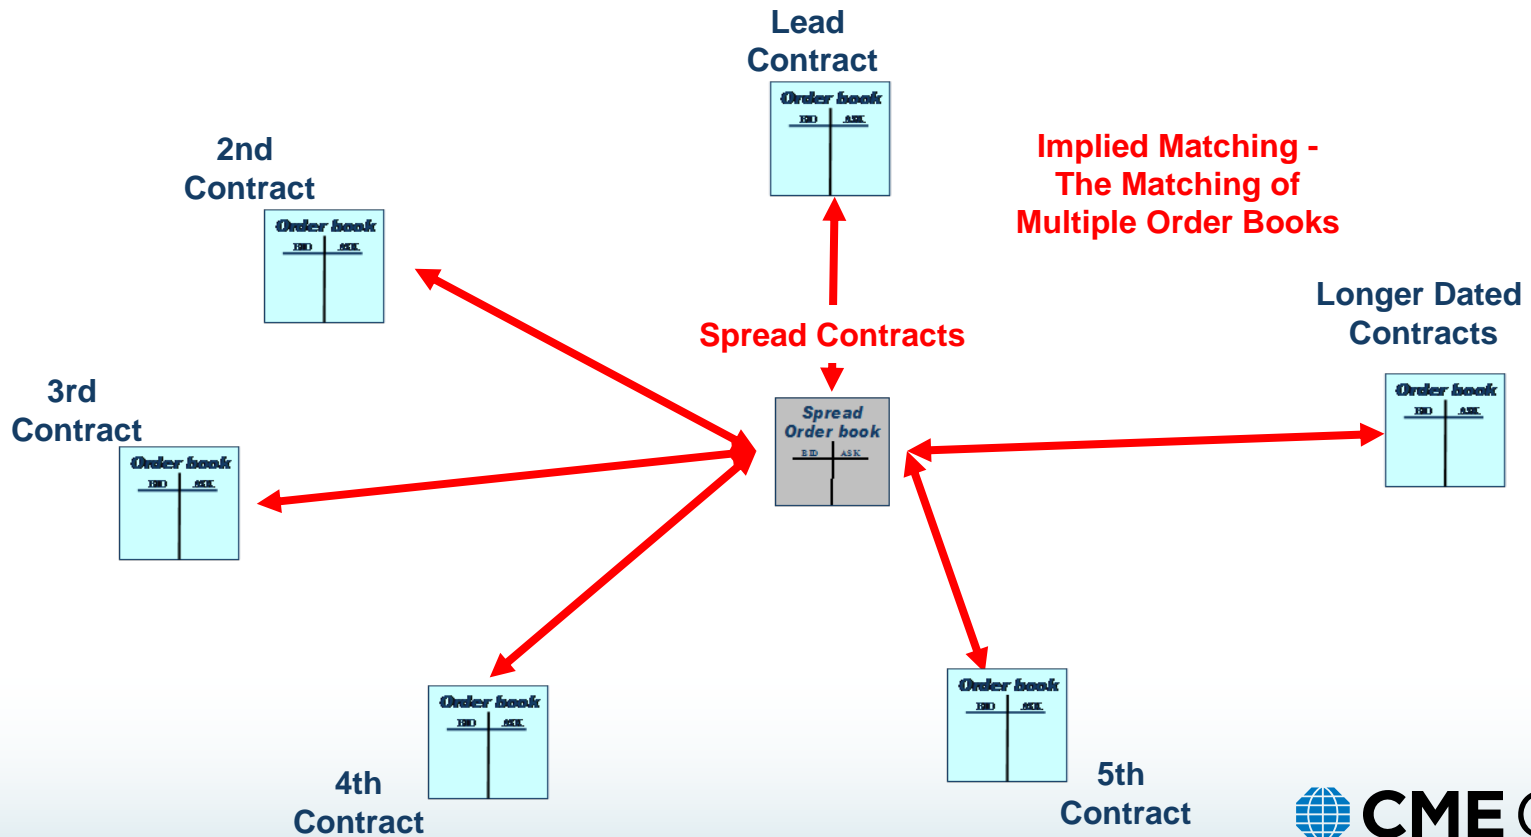 Lead
Contract
Order book
BID ASK
2nd
Contract
Order book
BID ASK
Implied Matching -
The Matching of
Multiple Order Books
Longer Dated
Contracts
Order book
BID ASK
Spread Contracts
3rd
Contract
Order book
BID ASK
Spread
Order book
BID ASK
4th
Contract
Order book
BID ASK
5th
Contract
Order book
BID ASK
CME